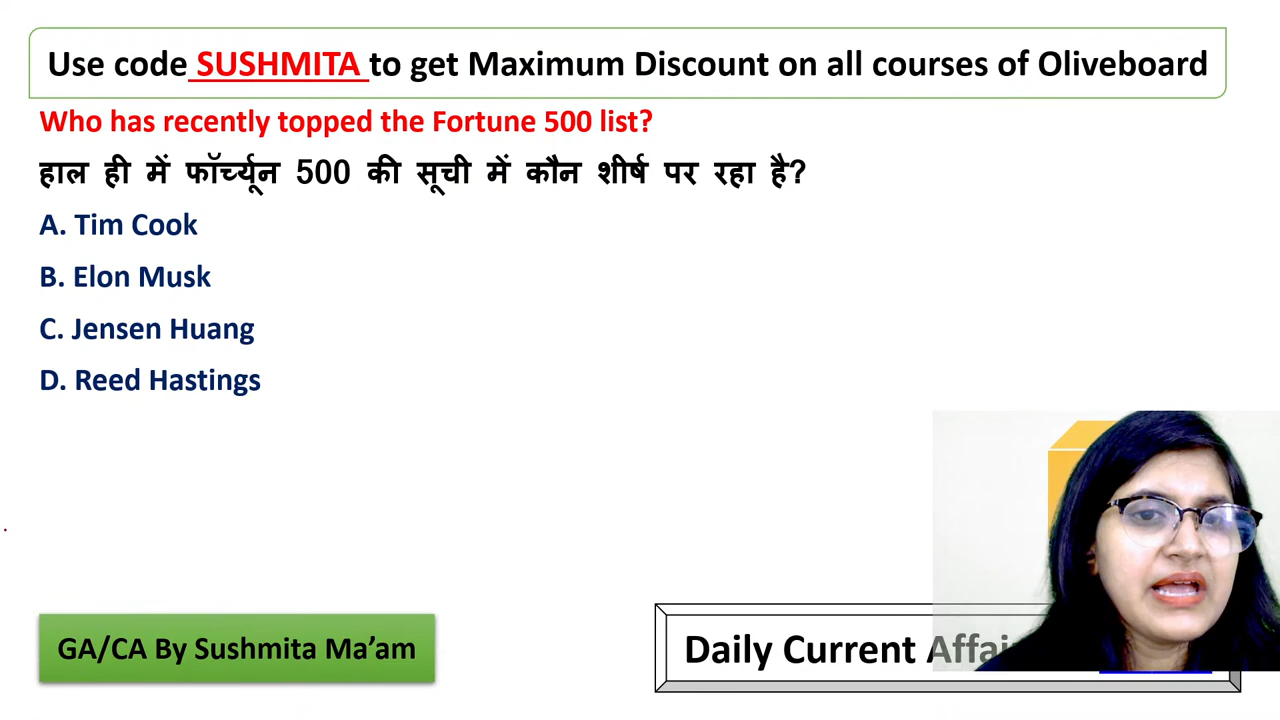 Use code SUSHMITA to get Maximum Discount on all courses of Oliveboard
Who has recently topped the Fortune 500 list?
हाल ही में फॉर्च्यून 500 की सूची में कौन शीर्ष पर रहा है?
A. Tim Cook
B. Elon Musk
C. Jensen Huang
D. Reed Hastings
GA/CA By Sushmita Ma’am
Daily Current